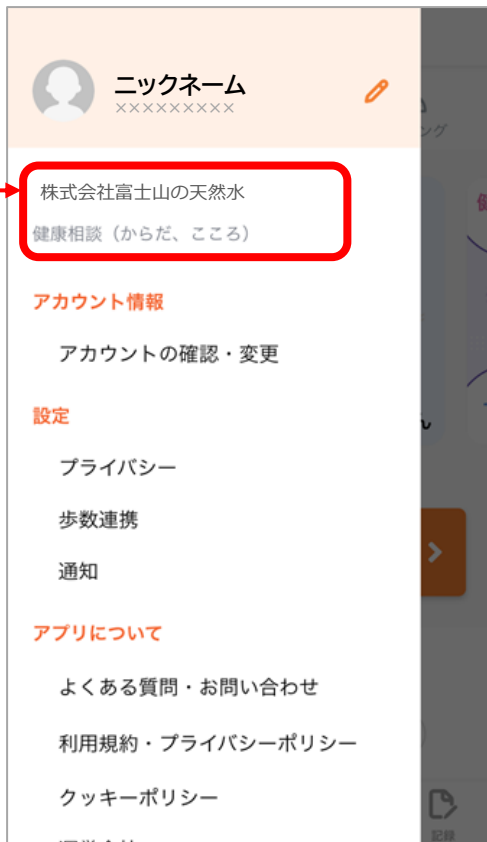 ニックネーム
×××××××××
株式会社富士山の天然水
健康相談（からだ、こころ）
アカウント情報
アカウントの確認・変更
設定
プライバシー
歩数連携
通知
アプリについて
よくある質問・お問い合わせ
利用規約・プライバシーポリシー
クッキーポリシー
記録